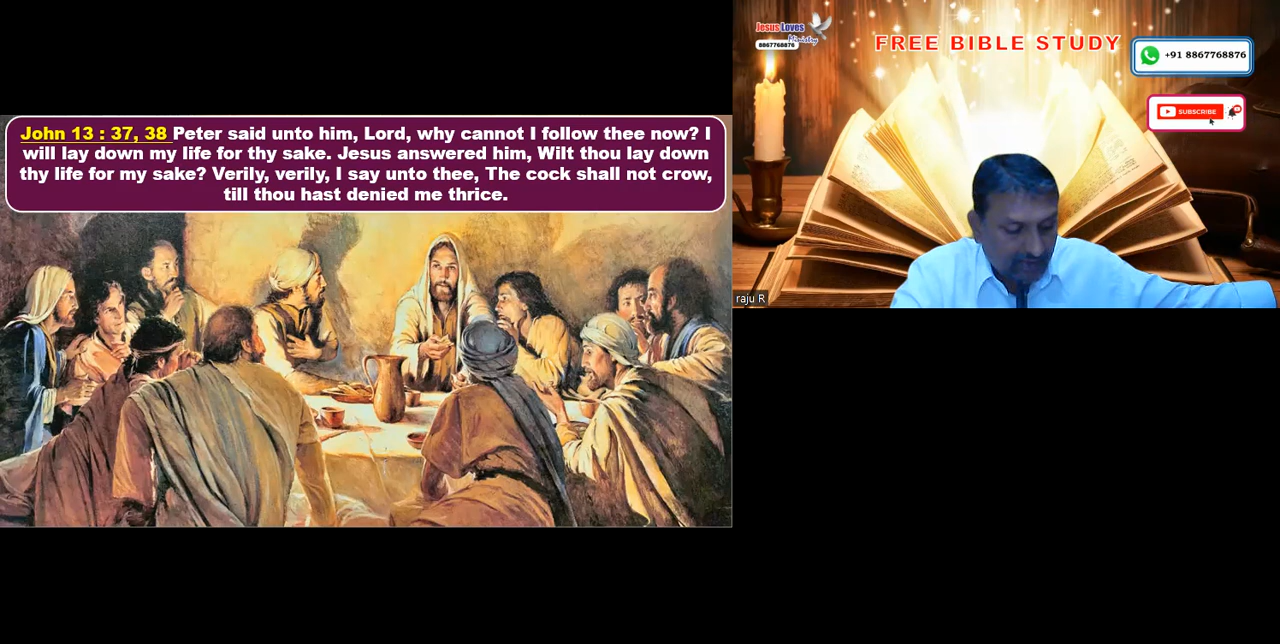 John 13 : 37, 38 Peter said unto him, Lord, why cannot I follow thee now? I
will lay down my life for thy sake. Jesus answered him, Wilt thou lay down
thy life for my sake? Verily, verily, I say unto thee, The cock shall not crow,
till thou hast denied me thrice.
Jesus Loves
Ministry
8867768876
FREE BIBLE STUDY
+91 8867768876
SUBSCRIBE
raju R